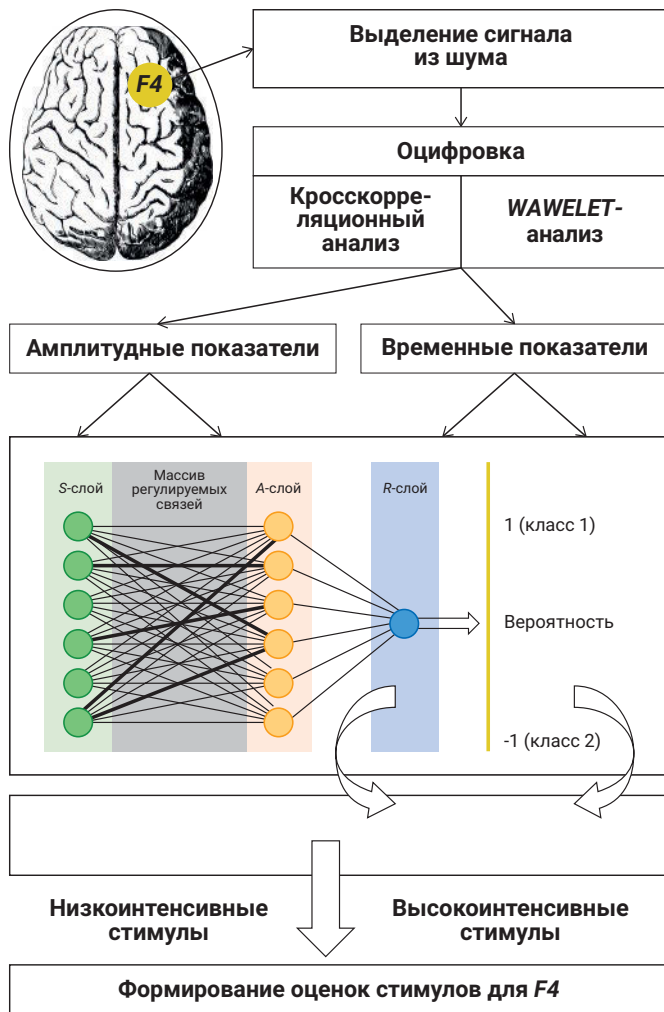 F4
Выделение сигнала
из шума
Оцифровка
Кросскорре-
ляционный
анализ
WAWELET-
анализ
Амплитудные показатели
Временные показатели
S-слой
Массив
регулируемых
связей
A-слой
R-слой
1 (класс 1)
Вероятность
-1 (класс 2)
Низкоинтенсивные
стимулы
Высокоинтенсивные
стимулы
Формирование оценок стимулов для F4